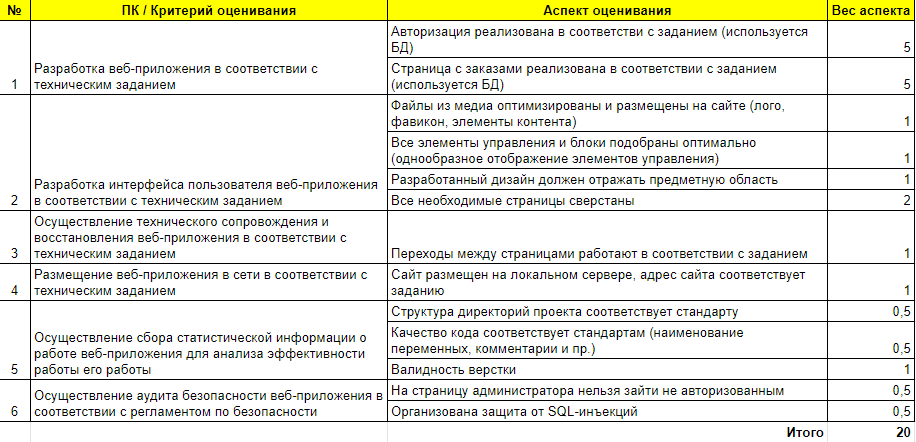 № ПК / Критерий оценивания Аспект оценивания Вес аспекта
Авторизация реализована в соответстви с заданием (используется
БД) 5
1 Разработка веб-приложения в соответствии с
техническим заданием
Страница с заказами реализована в соответствии с заданием
(используется БД) 5
Файлы из медиа оптимизированы и размещены на сайте (лого,
фавикон, элементы контента) 1
Все элементы управления и блоки подобраны оптимально
(однообразное отображение элементов управления) 1
2 Разработка интерфейса пользователя веб-приложения
в соответствии с техническим заданием
Разработанный дизайн должен отражать предметную область 1
Все необходимые страницы сверстаны 2
3 Осуществление технического сопровождения и
восстановления веб-приложения в соответствии с
техническим заданием
Переходы между страницами работают в соответствии с заданием 1
4 Размещение веб-приложения в сети в соответствии с
техническим заданием
Сайт размещен на локальном сервере, адрес сайта соответствует
заданию 1
Структура директорий проекта соответствует стандарту 0,5
5 Осуществление сбора статистической информации о
работе веб-приложения для анализа эффективности
работы его работы
Качество кода соответствует стандартам (наименование
переменных, комментарии и пр.) 0,5
Валидность верстки 1
6 Осуществление аудита безопасности веб-приложения в
соответствии с регламентом по безопасности
На страницу администратора нельзя зайти не авторизованным 0,5
Организована защита от SQL-инъекций 0,5
Итого 20